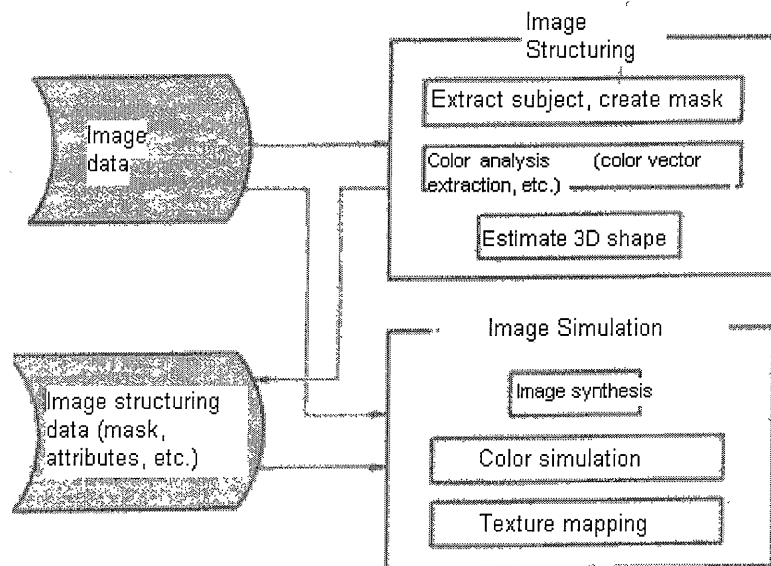 Image
Structuring
Extract subject, create mask
Image
data
Color analysis (color vector
extraction, etc.)
Estimate 3D shape
Image Simulation
Image synthesis
Image structuring
data (mask,
attributes, etc.)
Color simulation
Texture mapping